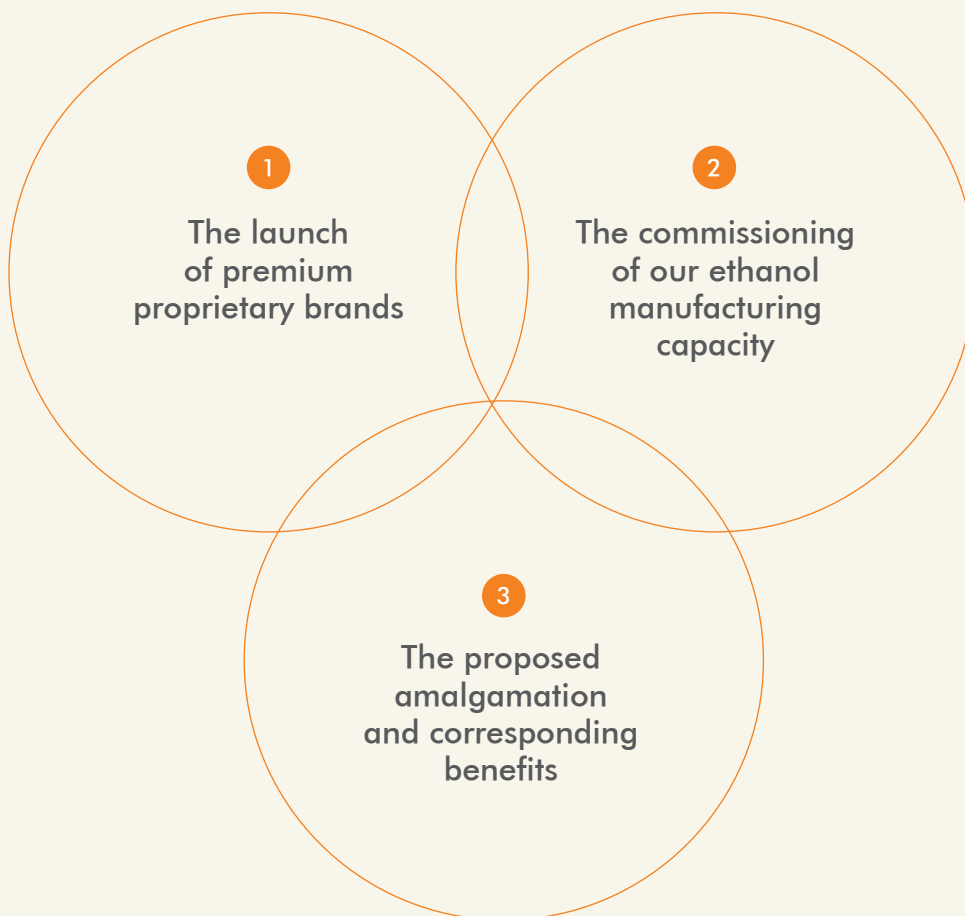 1
The launch
of premium
proprietary brands
2
The commissioning
of our ethanol
manufacturing
capacity
3
The proposed
amalgamation
and corresponding
benefits